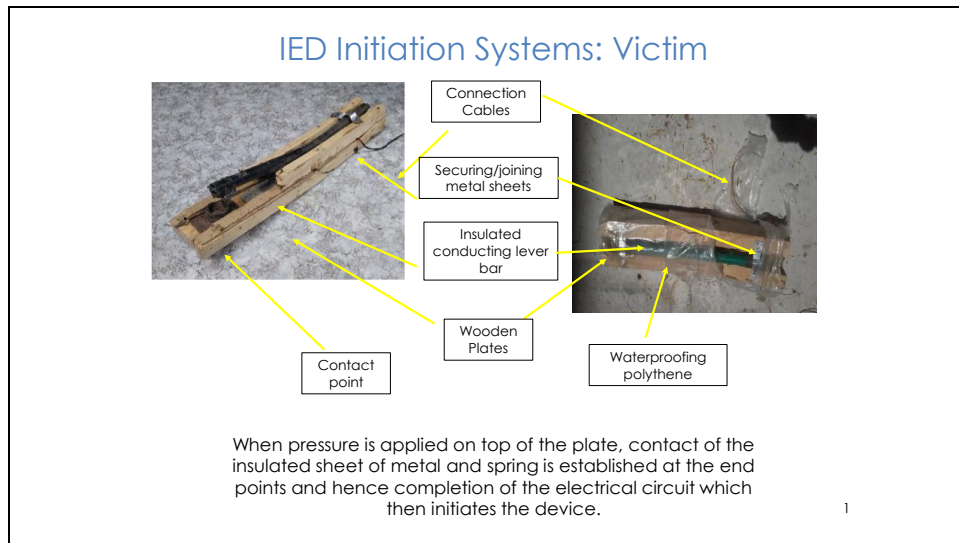 IED Initiation Systems: Victim
Connection
Cables
Securing/joining
metal sheets
Insulated
conducting lever
bar
Wooden
Plates
Contact
point
Waterproofing
polythene
When pressure is applied on top of the plate, contact of the
insulated sheet of metal and spring is established at the end
points and hence completion of the electrical circuit which
then initiates the device.
1